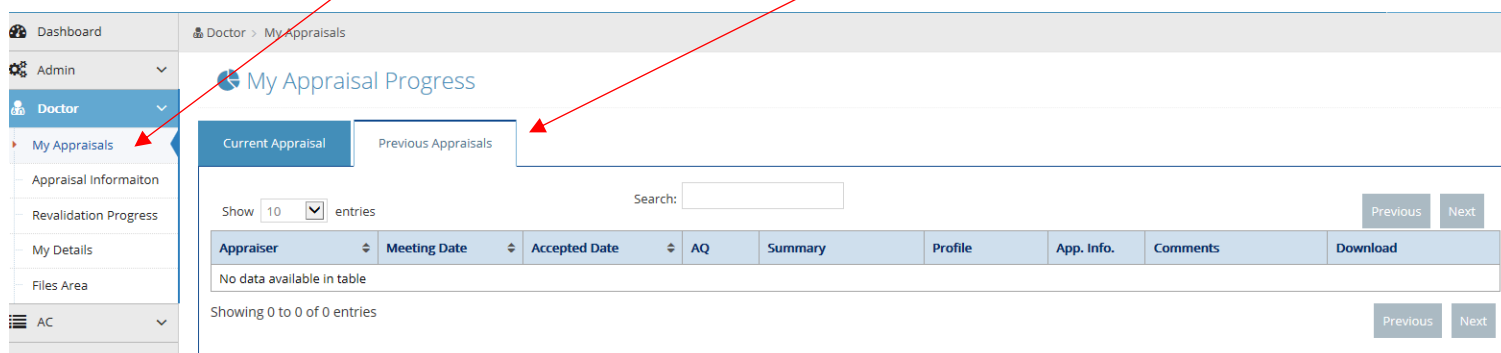 Dashboard
Admin
Doctor
My Appraisals
Appraisal Informaiton
Revalidation Progress
My Details
Files Area
AC
Doctor > My Appraisals
My Appraisal Progress
Current Appraisal Previous Appraisals
Show 10 entries Search: Previous Next
Appraiser Meeting Date Accepted Date AQ Summary Profile App. Info. Comments Download
No data available in table
Showing 0 to 0 of 0 entries Previous Next